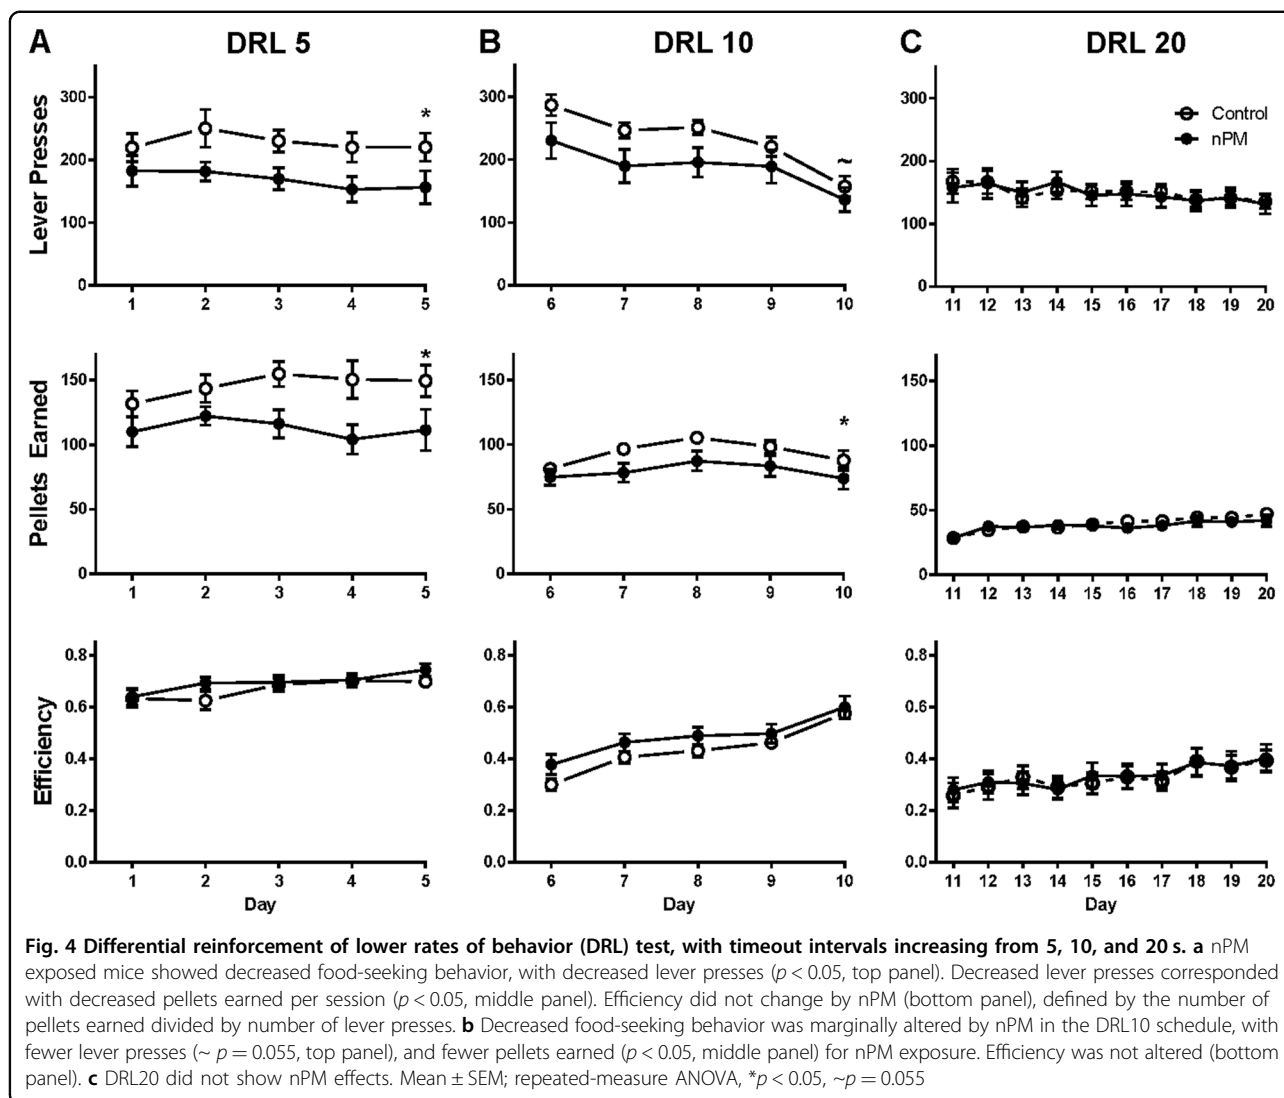 A DRL 5
B DRL 10
C DRL 20
Lever Presses
300
200
100
0
1 2 3 4 5
*
300
200
100
0
6 7 8 9 10
~
300
200
100
0
11 12 13 14 15 16 17 18 19 20
Control
nPM
Pellets Earned
150
100
50
0
1 2 3 4 5
*
150
100
50
0
6 7 8 9 10
*
150
100
50
0
11 12 13 14 15 16 17 18 19 20
Efficiency
0.8
0.6
0.4
0.2
0.0
1 2 3 4 5
Day
0.8
0.6
0.4
0.2
0.0
6 7 8 9 10
Day
0.8
0.6
0.4
0.2
0.0
11 12 13 14 15 16 17 18 19 20
Day
Fig. 4 Differential reinforcement of lower rates of behavior (DRL) test, with timeout intervals increasing from 5, 10, and 20 s. a nPM
exposed mice showed decreased food-seeking behavior, with decreased lever presses (p < 0.05, top panel). Decreased lever presses corresponded
with decreased pellets earned per session (p < 0.05, middle panel). Efficiency did not change by nPM (bottom panel), defined by the number of
pellets earned divided by number of lever presses. b Decreased food-seeking behavior was marginally altered by nPM in the DRL10 schedule, with
fewer lever presses (~ p = 0.055, top panel), and fewer pellets earned (p < 0.05, middle panel) for nPM exposure. Efficiency was not altered (bottom
panel). c DRL20 did not show nPM effects. Mean ± SEM; repeated-measure ANOVA, *p < 0.05, ~p = 0.055